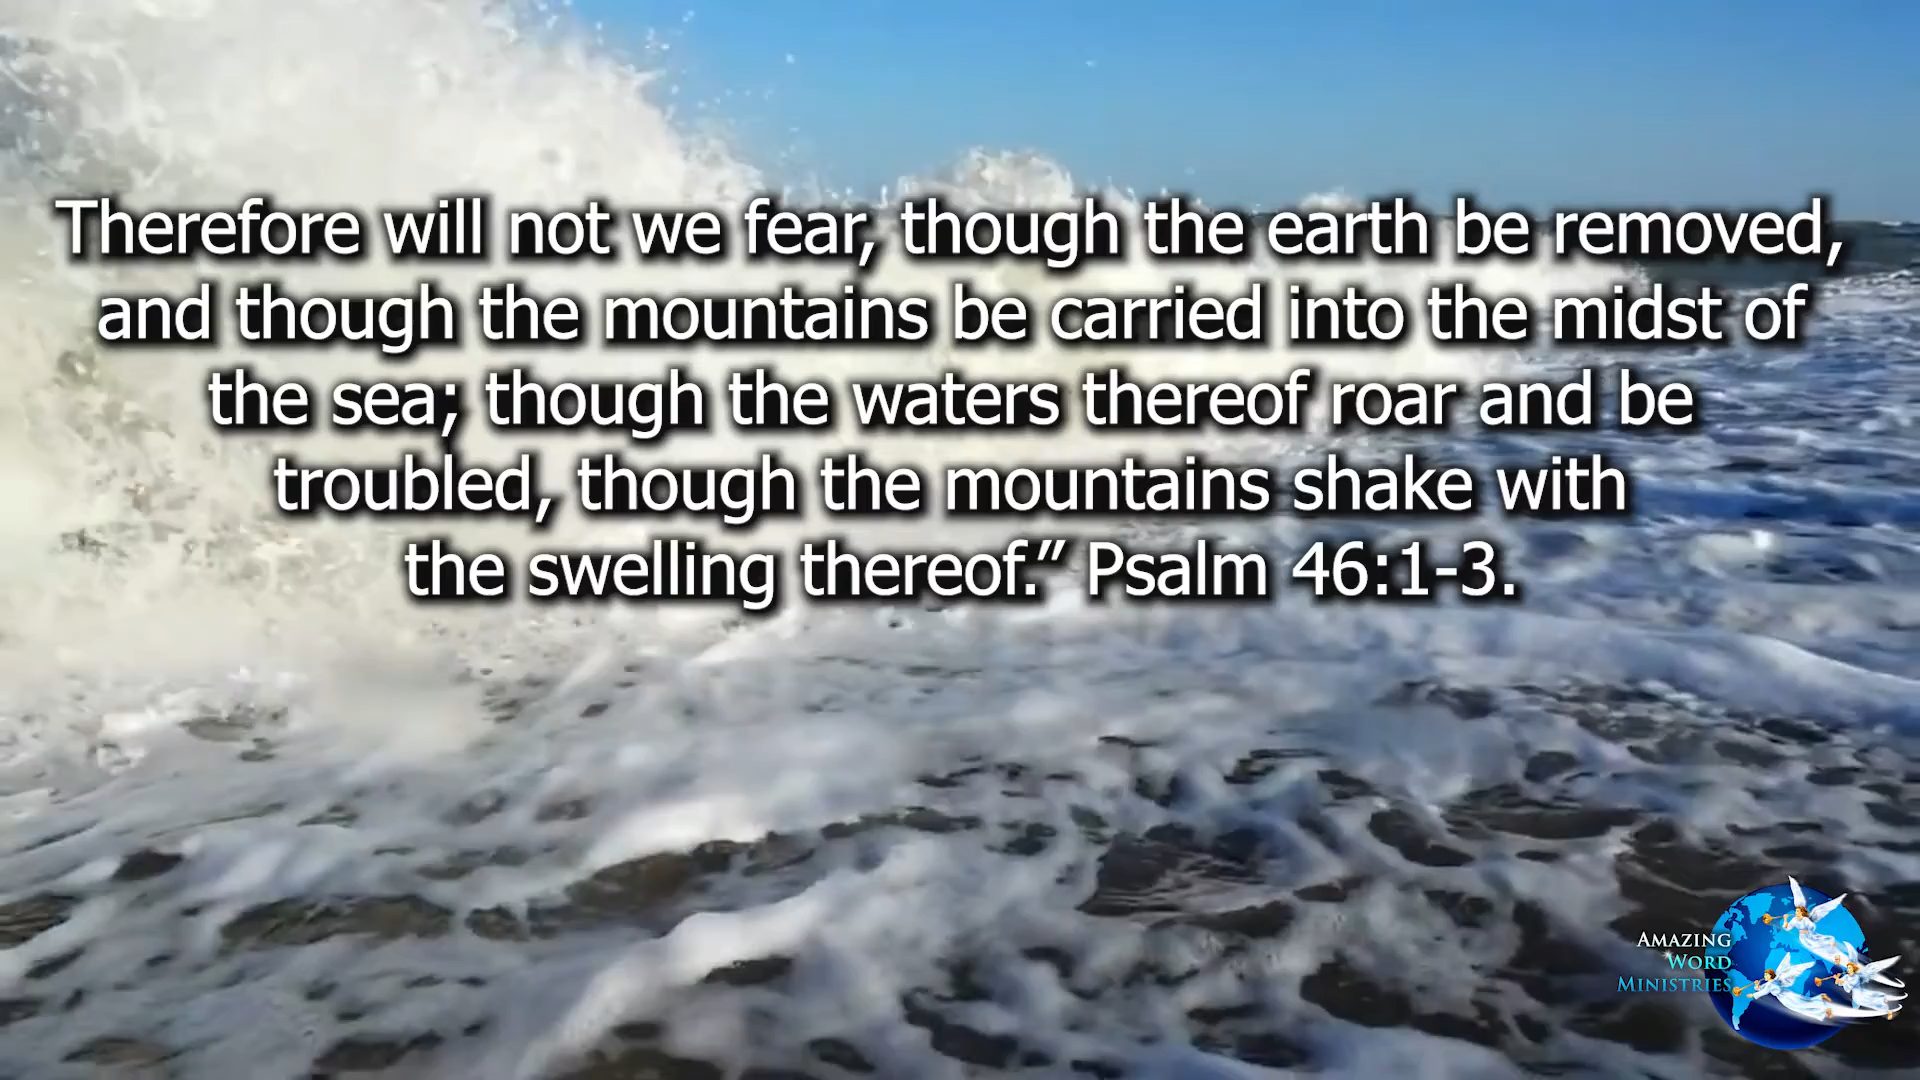 Therefore will not we fear, though the earth be removed,
and though the mountains be carried into the midst of
the sea; though the waters thereof roar and be
troubled, though the mountains shake with
the swelling thereof.” Psalm 46:1-3.
AMAZING
WORD
MINISTRIES